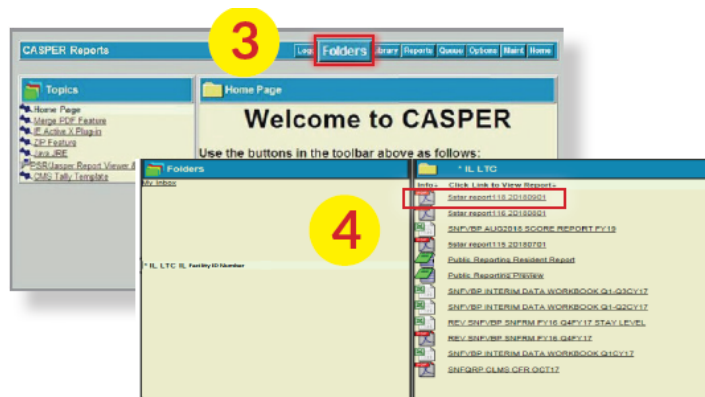 3
CASPER Reports
Folders Library Reports Queue Options Maint Home
Topics
Home Page
Home Page
Merge PDF Feature
IE Active X Plug-in
ZIP Feature
Java JRE
CMS Tally Template
Welcome to CASPER
Use the buttons in the toolbar above as follows:
4
Folders
My Inbox
* IL LTC IL Facility ID Number
* IL LTC
Info Click Link to View Report
5star report115 20180901
5star report115 20180801
SNFVBP AUG2018 SCORE REPORT FY19
5star report115 20180701
Public Reporting Resident Report
Public Reporting Preview
SNFVBP INTERIM DATA WORKBOOK Q1-Q3CY17
SNFVBP INTERIM DATA WORKBOOK Q1-Q2CY17
REV SNFVBP SNFRM FY16 Q4FY17 STAY LEVEL
REV SNFVBP SNFRM FY16 Q4FY17
SNFVBP INTERIM DATA WORKBOOK Q1CY17
SNFQRP CLMS CFR OCT17